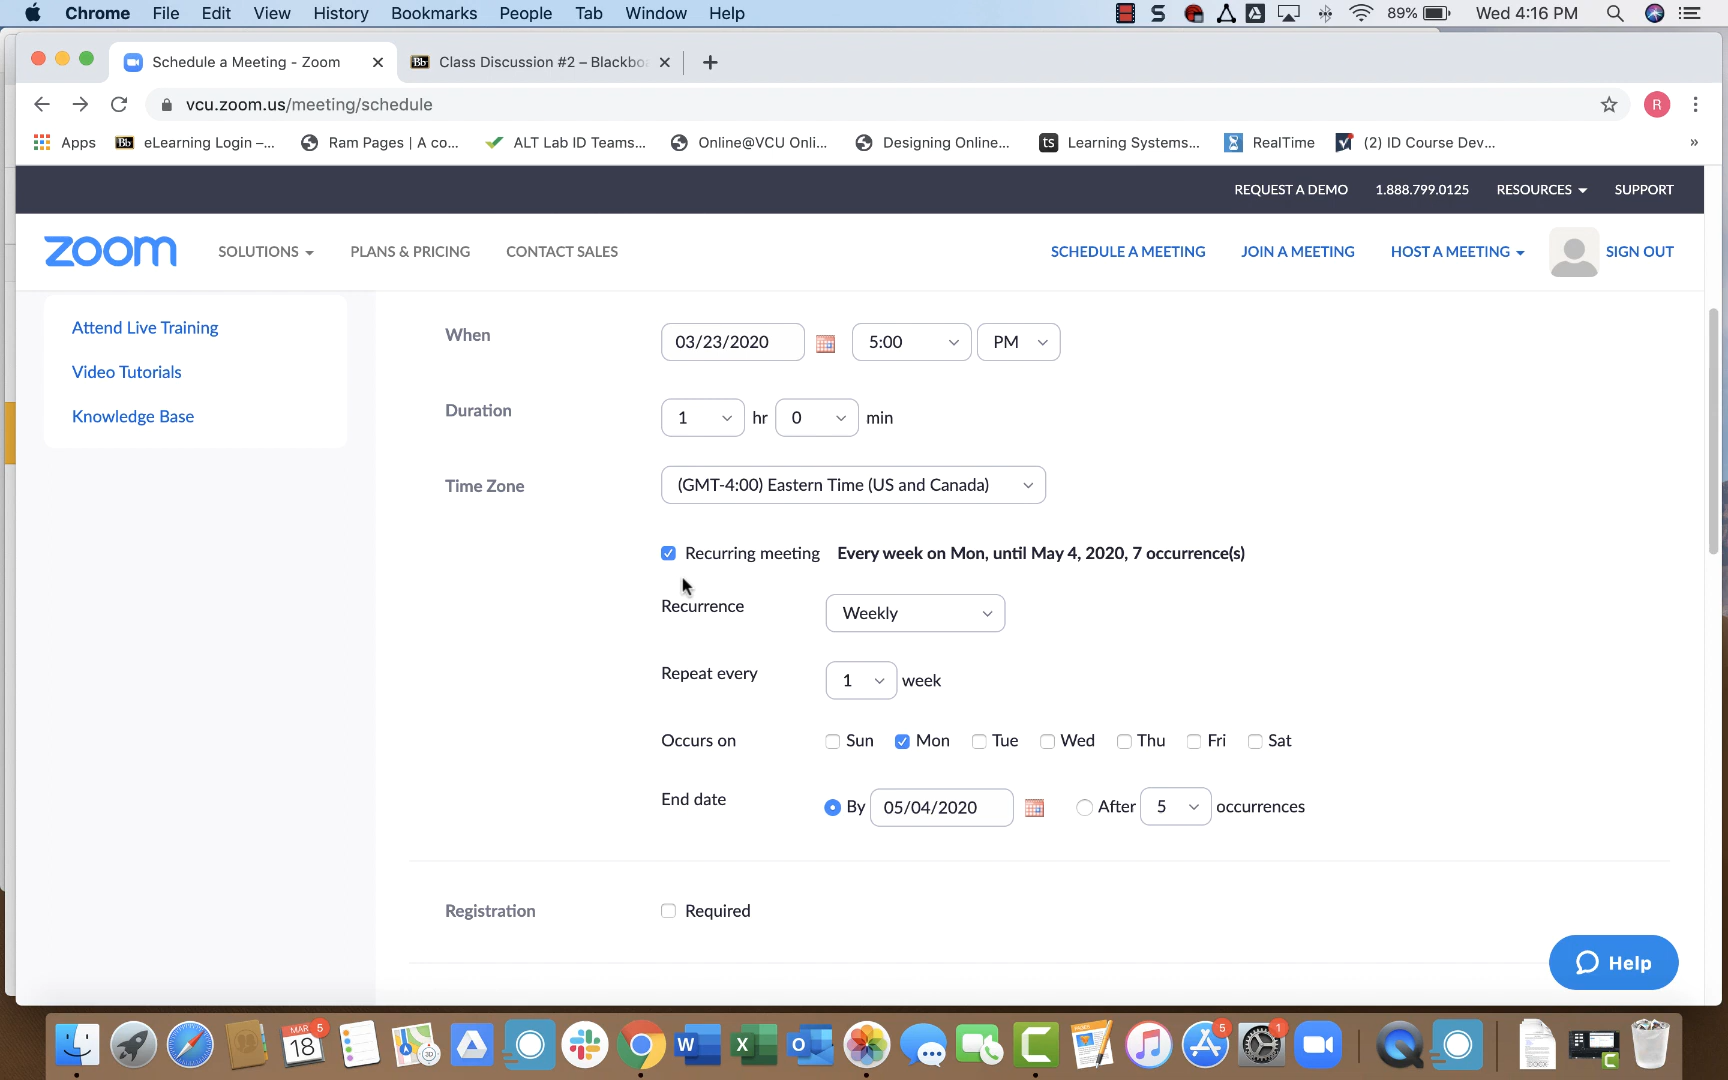 Chrome File Edit View History Bookmarks People Tab Window Help 89% Wed 4:16 PM
Schedule a Meeting - Zoom Bb Class Discussion #2 – Blackbo
vcu.zoom.us/meeting/schedule R
Apps Bb eLearning Login –... Ram Pages | A co... ALT Lab ID Teams... Online@VCU Onli... Designing Online... ts Learning Systems... RealTime (2) ID Course Dev... »
REQUEST A DEMO 1.888.799.0125 RESOURCES SUPPORT
zoom SOLUTIONS PLANS & PRICING CONTACT SALES SCHEDULE A MEETING JOIN A MEETING HOST A MEETING SIGN OUT
Attend Live Training
Video Tutorials
Knowledge Base
When 03/23/2020 5:00 PM
Duration 1 hr 0 min
Time Zone (GMT-4:00) Eastern Time (US and Canada)
Recurring meeting Every week on Mon, until May 4, 2020, 7 occurrence(s)
Recurrence Weekly
Repeat every 1 week
Occurs on Sun Mon Tue Wed Thu Fri Sat
End date By 05/04/2020 After 5 occurrences
Registration Required
Help
MAR 18 5 3D W X O 5 1